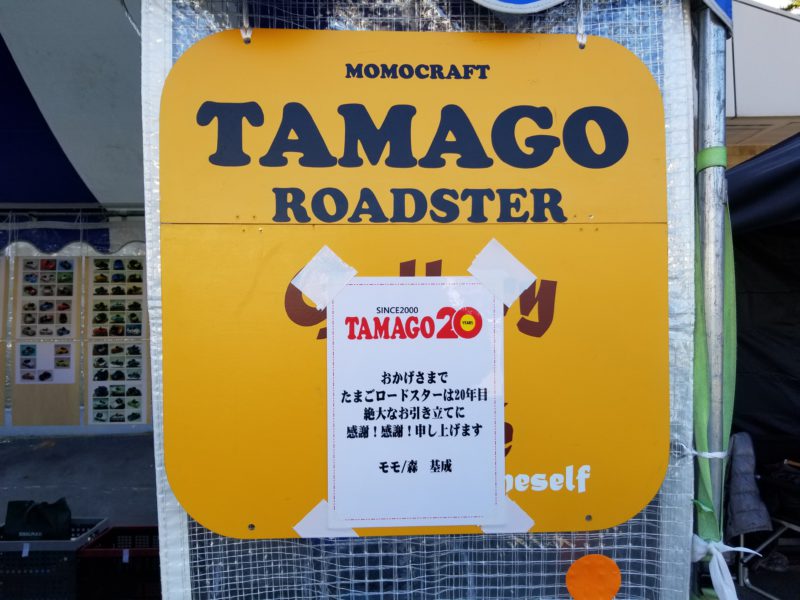 MOMOCRAFT
TAMAGO
ROADSTER
SINCE2000
TAMAGO20
YEARS
おかげさまで
たまごロードスターは20年目
絶大なお引き立てに
感謝！感謝！申し上げます
モモ/森　基成